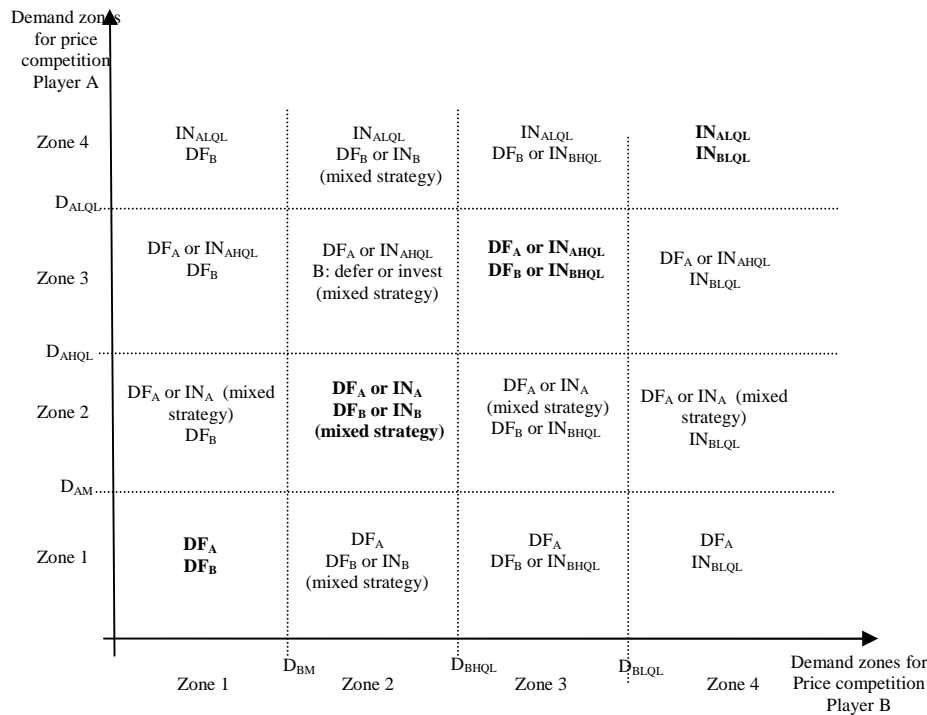 Demand zones
for price
competition
Player A
Zone 4
IN_ALQL
DF_B
IN_ALQL
DF_B or IN_B
(mixed strategy)
IN_ALQL
DF_B or IN_BHQL
IN_ALQL
IN_BLQL
D_ALQL
Zone 3
DF_A or IN_AHQL
DF_B
DF_A or IN_AHQL
B: defer or invest
(mixed strategy)
DF_A or IN_AHQL
DF_B or IN_BHQL
DF_A or IN_AHQL
IN_BLQL
D_AHQL
Zone 2
DF_A or IN_A (mixed
strategy)
DF_B
DF_A or IN_A
DF_B or IN_B
(mixed strategy)
DF_A or IN_A
(mixed strategy)
DF_B or IN_BHQL
DF_A or IN_A (mixed
strategy)
IN_BLQL
D_AM
Zone 1
DF_A
DF_B
DF_A
DF_B or IN_B
(mixed strategy)
DF_A
DF_B or IN_BHQL
DF_A
IN_BLQL
D_BM
D_BHQL
D_BLQL
Zone 1
Zone 2
Zone 3
Zone 4
Demand zones for
Price competition
Player B